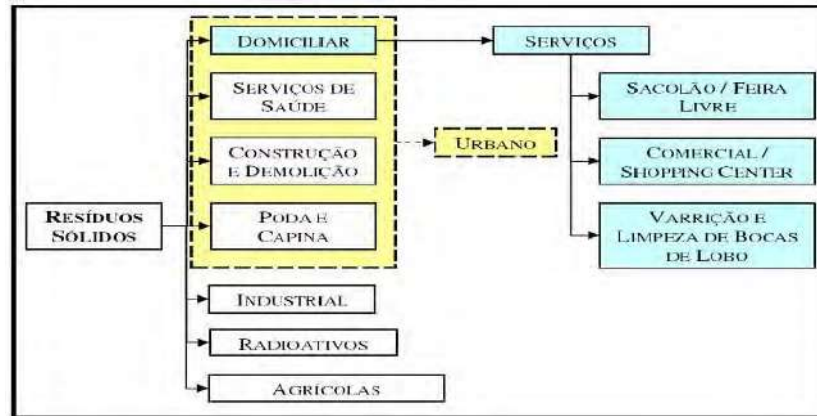 DOMICILIAR
SERVIÇOS
SERVIÇOS DE
SAÚDE
SACOLÃO / FEIRA
LIVRE
URBANO
CONSTRUÇÃO
E DEMOLIÇÃO
COMERCIAL /
SHOPPING CENTER
RESÍDUOS
SÓLIDOS
PODA E
CAPINA
VARRIÇÃO E
LIMPEZA DE BOCAS
DE LOBO
INDUSTRIAL
RADIOATIVOS
AGRÍCOLAS